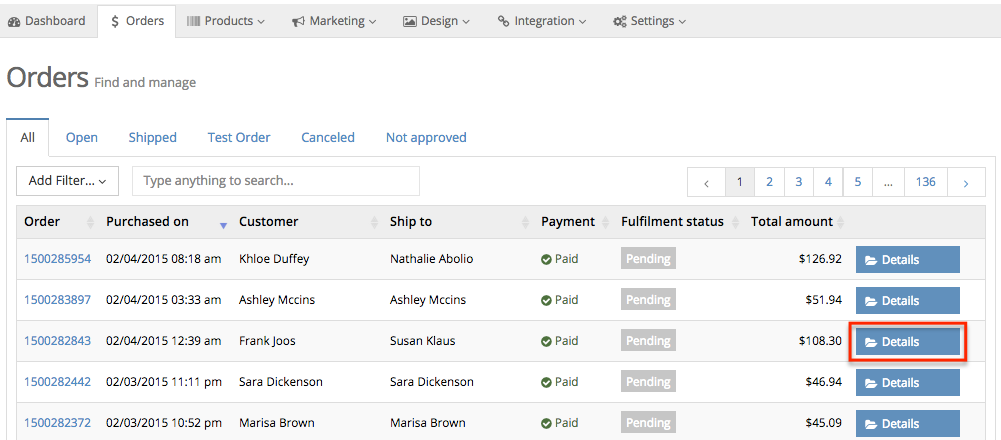 Dashboard Orders Products Marketing Design Integration Settings
Orders Find and manage
All Open Shipped Test Order Canceled Not approved
Add Filter... Type anything to search... ‹ 1 2 3 4 5 ... 136 ›
Order Purchased on Customer Ship to Payment Fulfilment status Total amount
1500285954 02/04/2015 08:18 am Khloe Duffey Nathalie Abolio Paid Pending $126.92 Details
1500283897 02/04/2015 03:33 am Ashley Mccins Ashley Mccins Paid Pending $51.94 Details
1500282843 02/04/2015 12:39 am Frank Joos Susan Klaus Paid Pending $108.30 Details
1500282442 02/03/2015 11:11 pm Sara Dickenson Sara Dickenson Paid Pending $46.94 Details
1500282372 02/03/2015 10:52 pm Marisa Brown Marisa Brown Paid Pending $45.09 Details